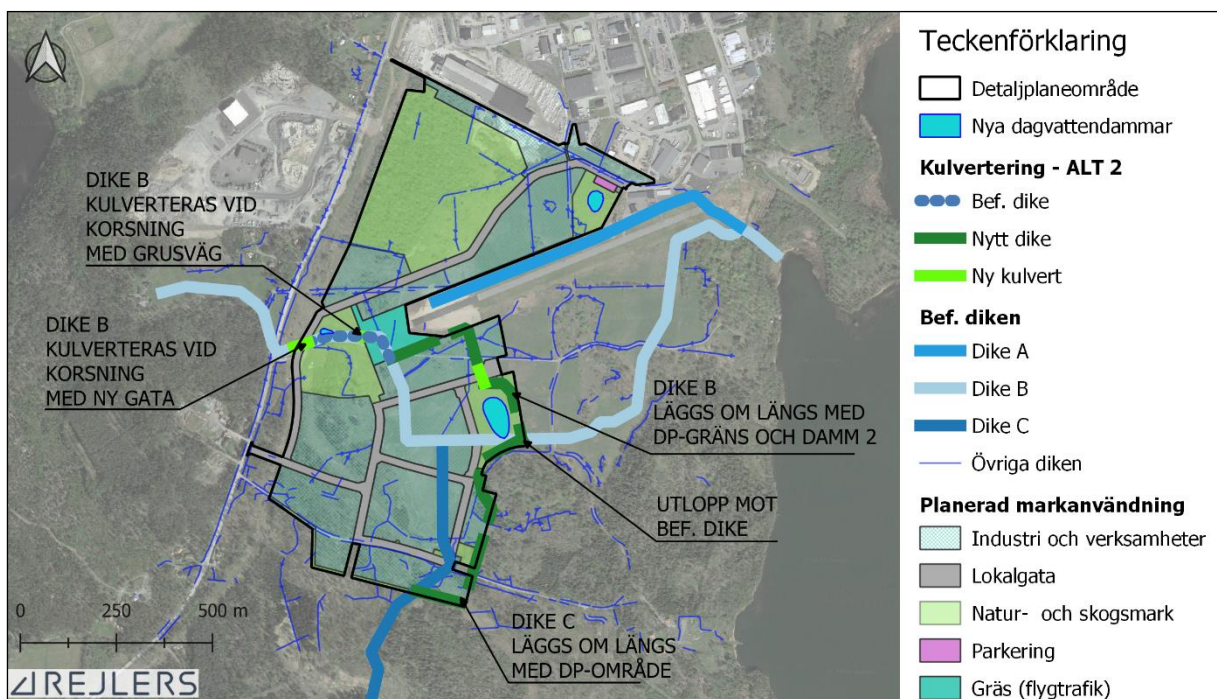 DIKE B
KULVERTERAS VID
KORSNING
MED GRUSVÄG
DIKE B
KULVERTERAS VID
KORSNING
MED NY GATA
DIKE B
LÄGGS OM LÄNGS MED
DP-GRÄNS OCH DAMM 2
UTLOPP MOT
BEF. DIKE
DIKE C
LÄGGS OM LÄNGS
MED DP-OMRÅDE
0 250 500 m
REJLERS
Teckenförklaring
Detaljplaneområde
Nya dagvattendammar
Kulvertering - ALT 2
Bef. dike
Nytt dike
Ny kulvert
Bef. diken
Dike A
Dike B
Dike C
Övriga diken
Planerad markanvändning
Industri och verksamheter
Lokalgata
Natur- och skogsmark
Parkering
Gräs (flygtrafik)